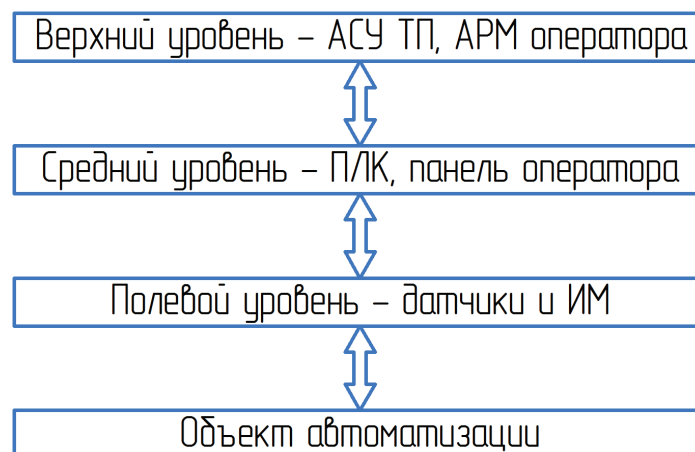 Верхний уровень – АСУ ТП, АРМ оператора
Средний уровень – ПЛК, панель оператора
Полевой уровень – датчики и ИМ
Объект автоматизации